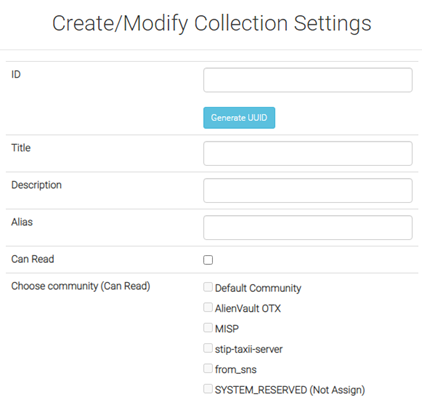 Create/Modify Collection Settings
ID
Generate UUID
Title
Description
Alias
Can Read
Choose community (Can Read)
Default Community
AlienVault OTX
MISP
stip-taxii-server
from_sns
SYSTEM_RESERVED (Not Assign)